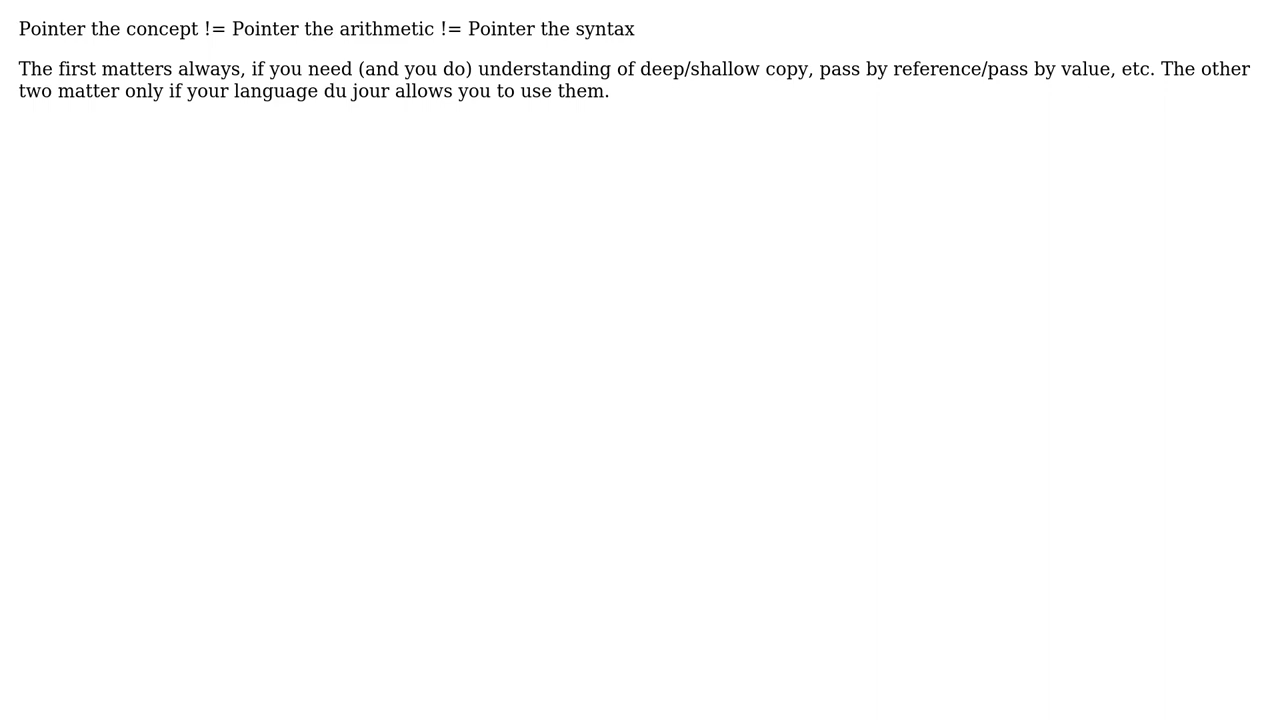 Pointer the concept != Pointer the arithmetic != Pointer the syntax
The first matters always, if you need (and you do) understanding of deep/shallow copy, pass by reference/pass by value, etc. The other
two matter only if your language du jour allows you to use them.